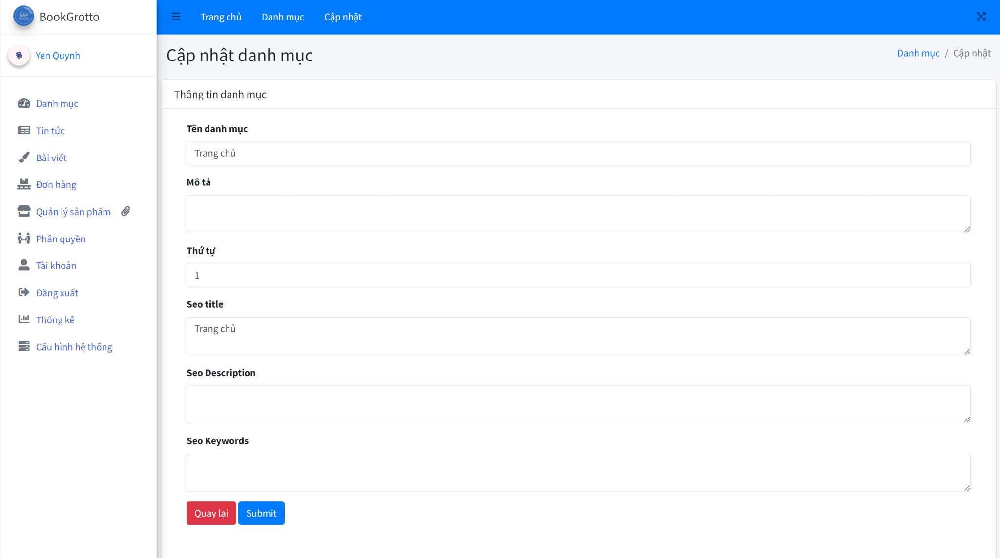 BookGrotto
Trang chủ
Danh mục
Cập nhật
Yen Quynh
Danh mục
Tin tức
Bài viết
Đơn hàng
Quản lý sản phẩm
Phân quyền
Tài khoản
Đăng xuất
Thống kê
Cấu hình hệ thống
Cập nhật danh mục
Danh mục / Cập nhật
Thông tin danh mục
Tên danh mục
Trang chủ
Mô tả
Thứ tự
1
Seo title
Trang chủ
Seo Description
Seo Keywords
Quay lại
Submit